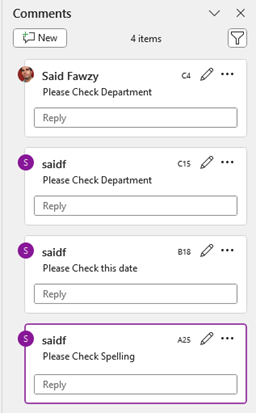 Comments
New
4 items
Said Fawzy C4
Please Check Department
Reply
S saidf C15
Please Check Department
Reply
S saidf B18
Please Check this date
Reply
S saidf A25
Please Check Spelling
Reply